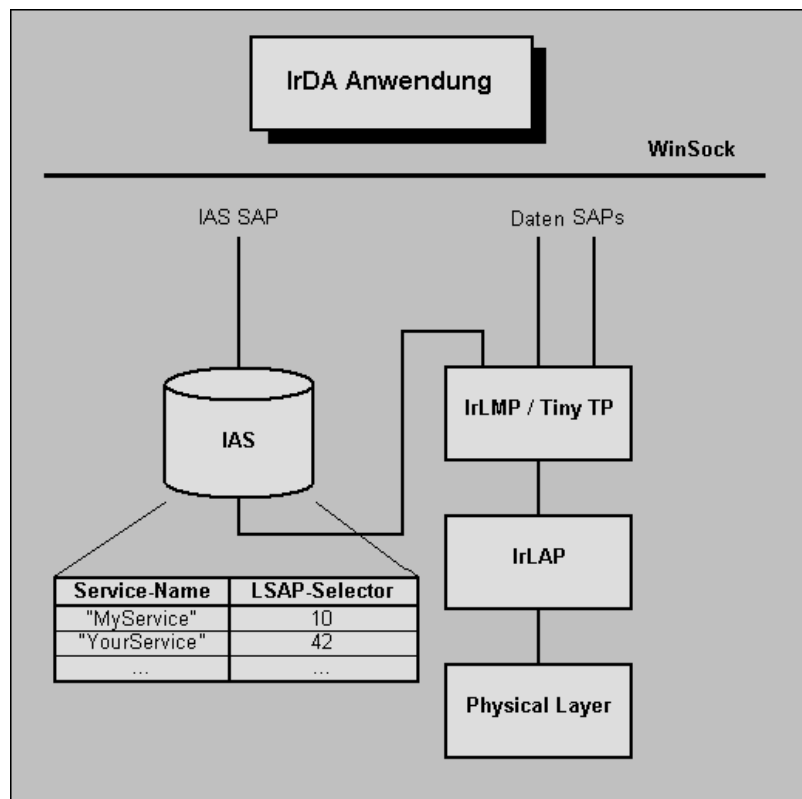 IrDA Anwendung
WinSock
IAS SAP
Daten SAPs
IrLMP / Tiny TP
IAS
IrLAP
Service-Name LSAP-Selector
"MyService" 10
"YourService" 42
... ...
Physical Layer